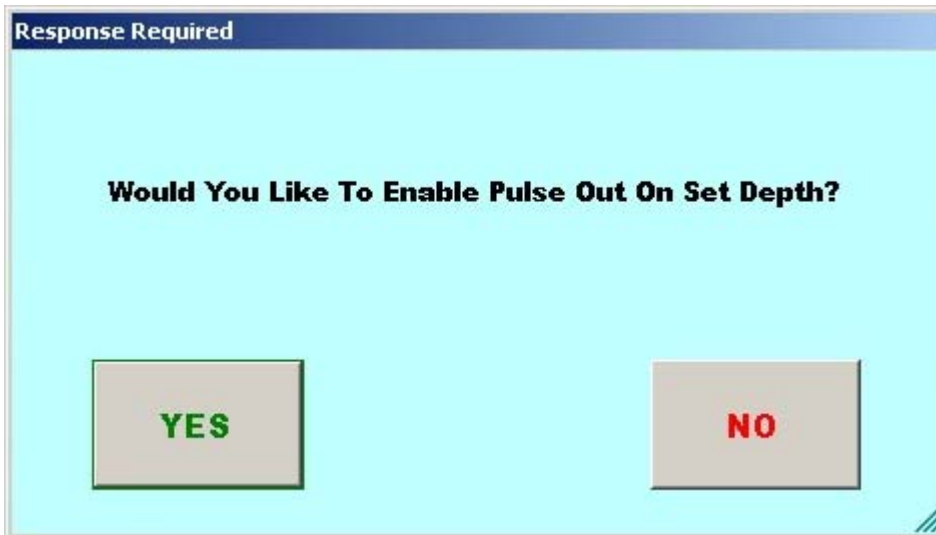 Response Required
Would You Like To Enable Pulse Out On Set Depth?
YES
NO